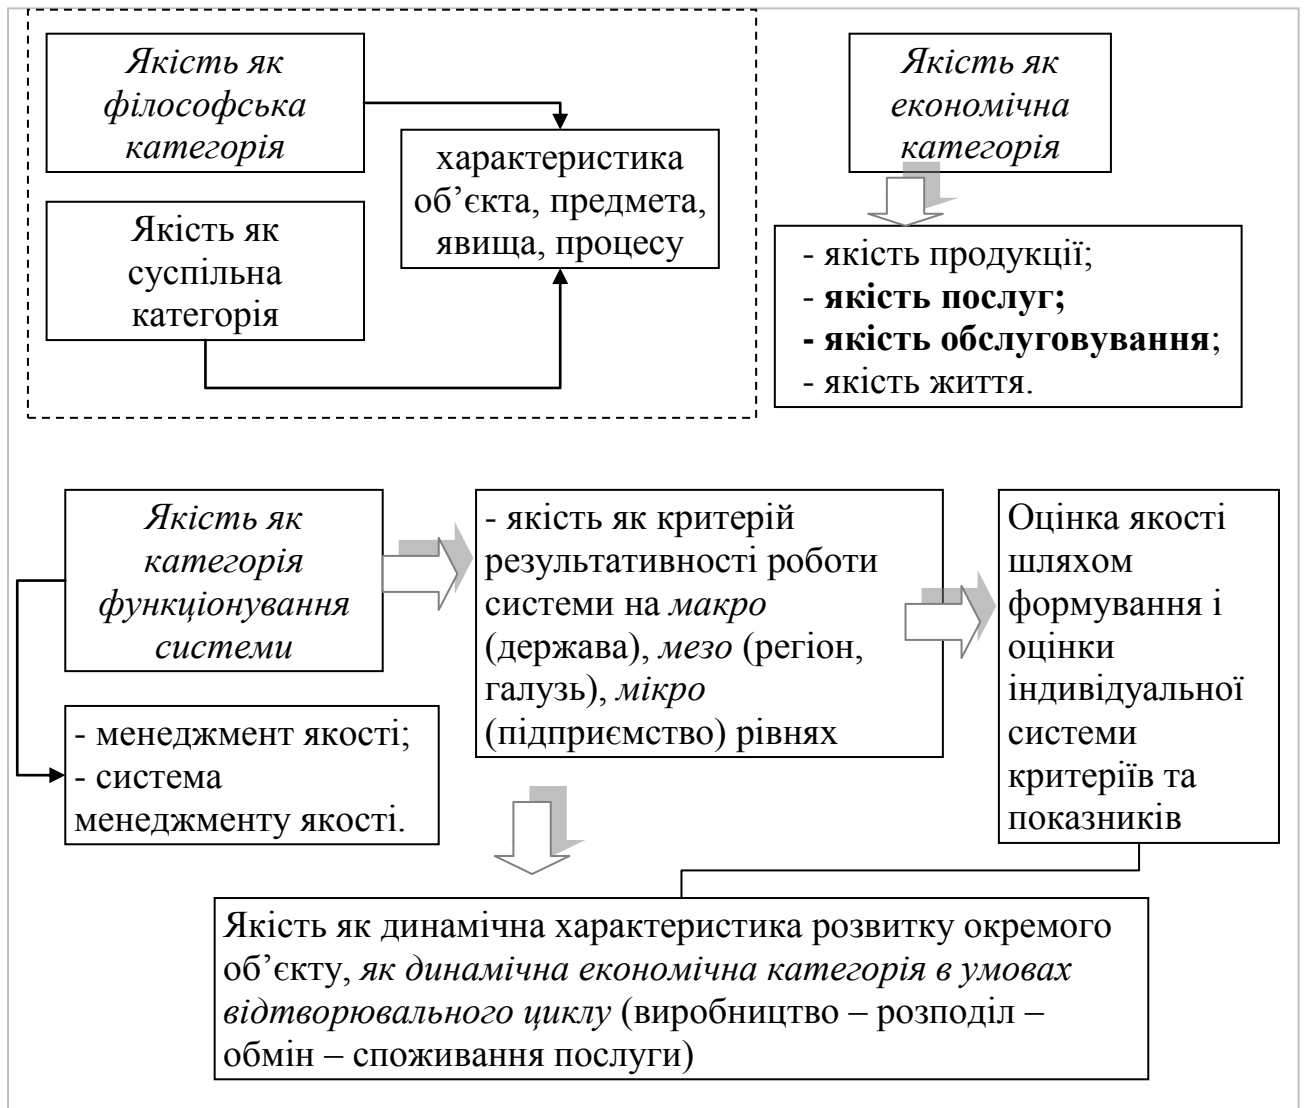 Якість як
філософська
категорія
характеристика
об’єкта, предмета,
явища, процесу
Якість як
суспільна
категорія
Якість як
економічна
категорія
- якість продукції;
- якість послуг;
- якість обслуговування;
- якість життя.
Якість як
категорія
функціонування
системи
- менеджмент якості;
- система
менеджменту якості.
- якість як критерій
результативності роботи
системи на макро
(держава), мезо (регіон,
галузь), мікро
(підприємство) рівнях
Оцінка якості
шляхом
формування і
оцінки
індивідуальної
системи
критеріїв та
показників
Якість як динамічна характеристика розвитку окремого
об’єкту, як динамічна економічна категорія в умовах
відтворювального циклу (виробництво – розподіл –
обмін – споживання послуги)